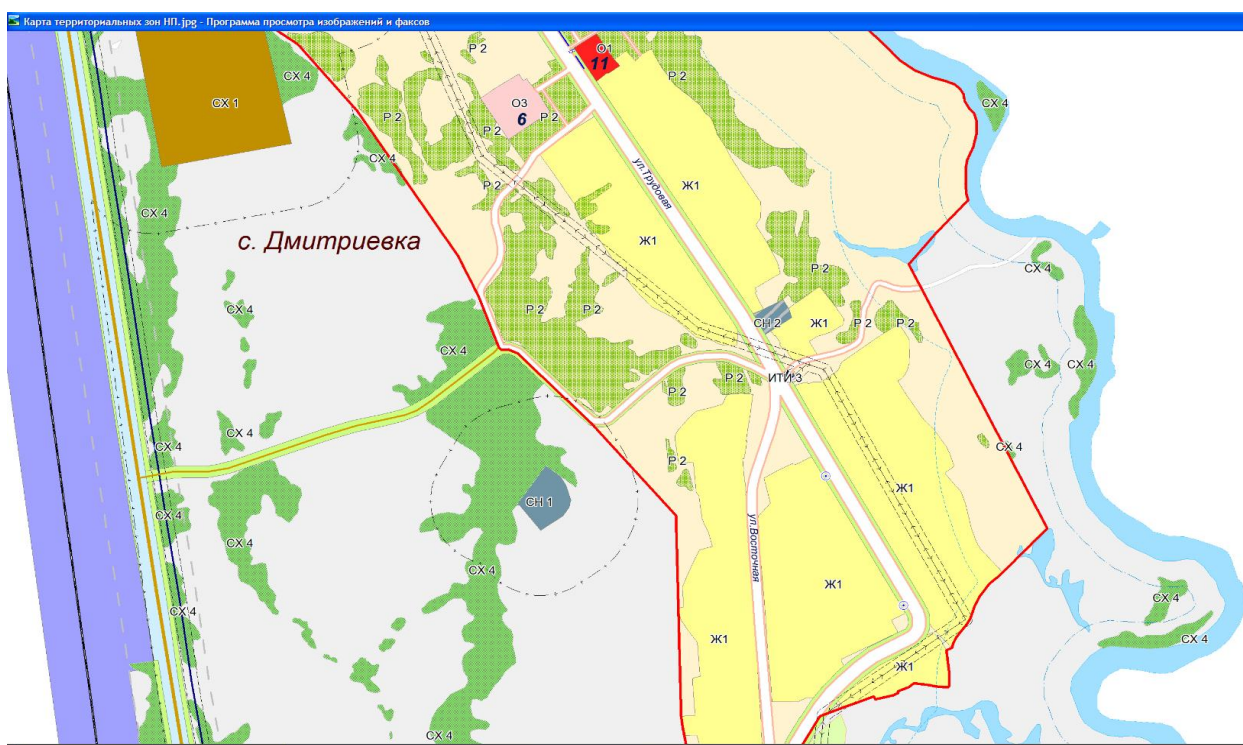 Карта территориальных зон НП.jpg - Программа просмотра изображений и факсов
Р 2
О1
11
СХ 4
Р 2
СХ 1
О3
6
СХ 4
Р 2
Р 2
Р 2
СХ 4
ул.Трудовая
Ж1
Р 2
СХ 4
с. Дмитриевка
Ж1
Р 2
СХ 4
СХ 4
Р 2
Р 2
СН 2
Ж1
Р 2
Р 2
СХ 4
СХ 4
СХ 4
Р 2
ИТИ 3
Р 2
СХ 4
СХ 4
СХ 4
Р 2
Ж1
СН 1
СХ 4
ул.Восточная
СХ 4
СХ 4
Ж1
СХ 4
СХ 4
Ж1
СХ 4
Ж1
СХ 4